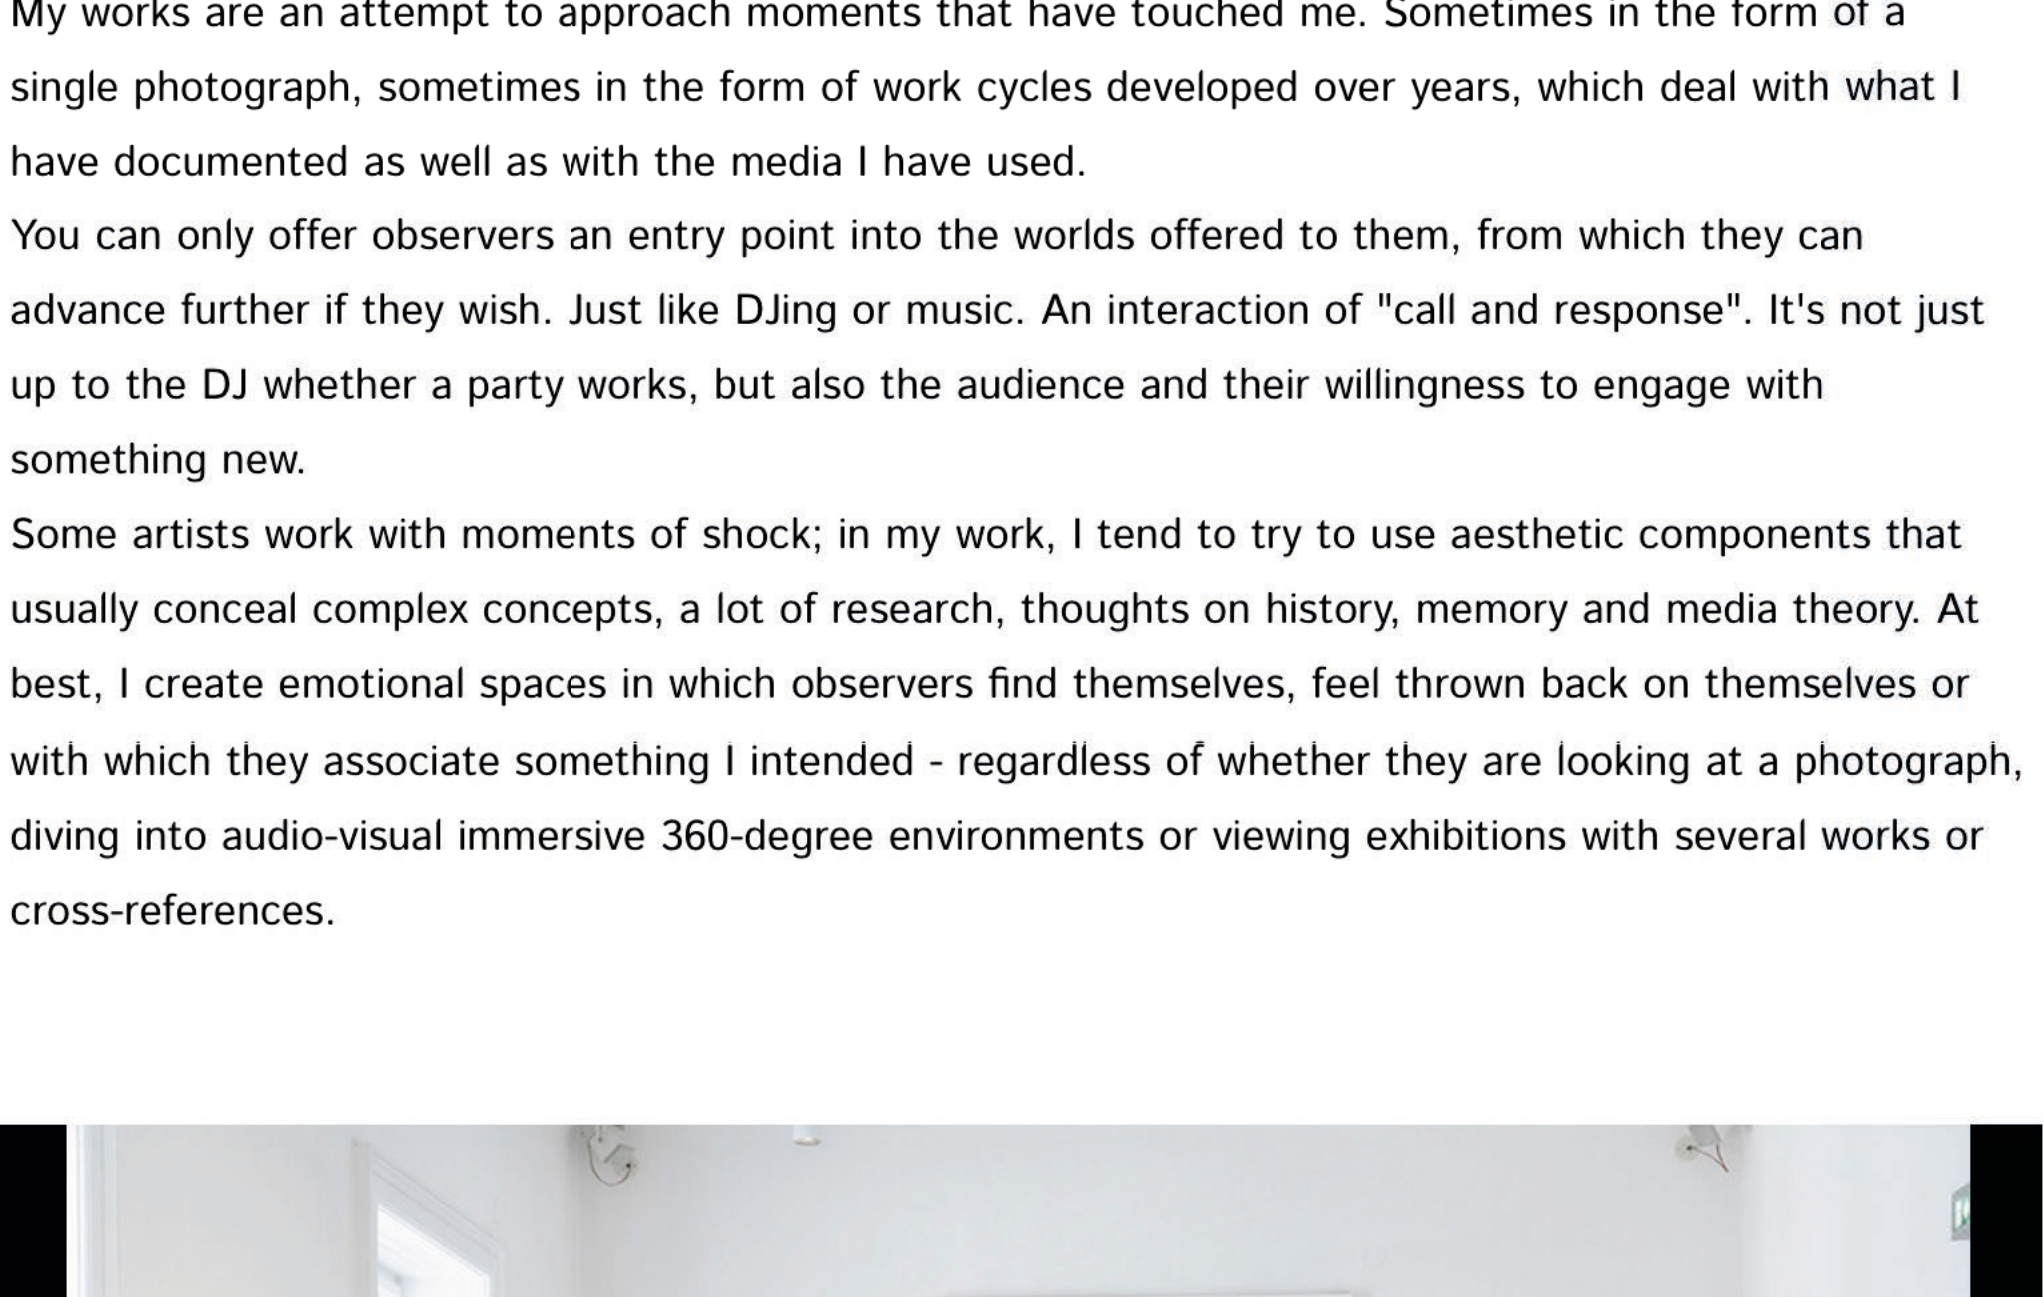 My works are an attempt to approach moments that have touched me. Sometimes in the form of a
single photograph, sometimes in the form of work cycles developed over years, which deal with what I
have documented as well as with the media I have used.
You can only offer observers an entry point into the worlds offered to them, from which they can
advance further if they wish. Just like DJing or music. An interaction of "call and response". It's not just
up to the DJ whether a party works, but also the audience and their willingness to engage with
something new.
Some artists work with moments of shock; in my work, I tend to try to use aesthetic components that
usually conceal complex concepts, a lot of research, thoughts on history, memory and media theory. At
best, I create emotional spaces in which observers find themselves, feel thrown back on themselves or
with which they associate something I intended - regardless of whether they are looking at a photograph,
diving into audio-visual immersive 360-degree environments or viewing exhibitions with several works or
cross-references.